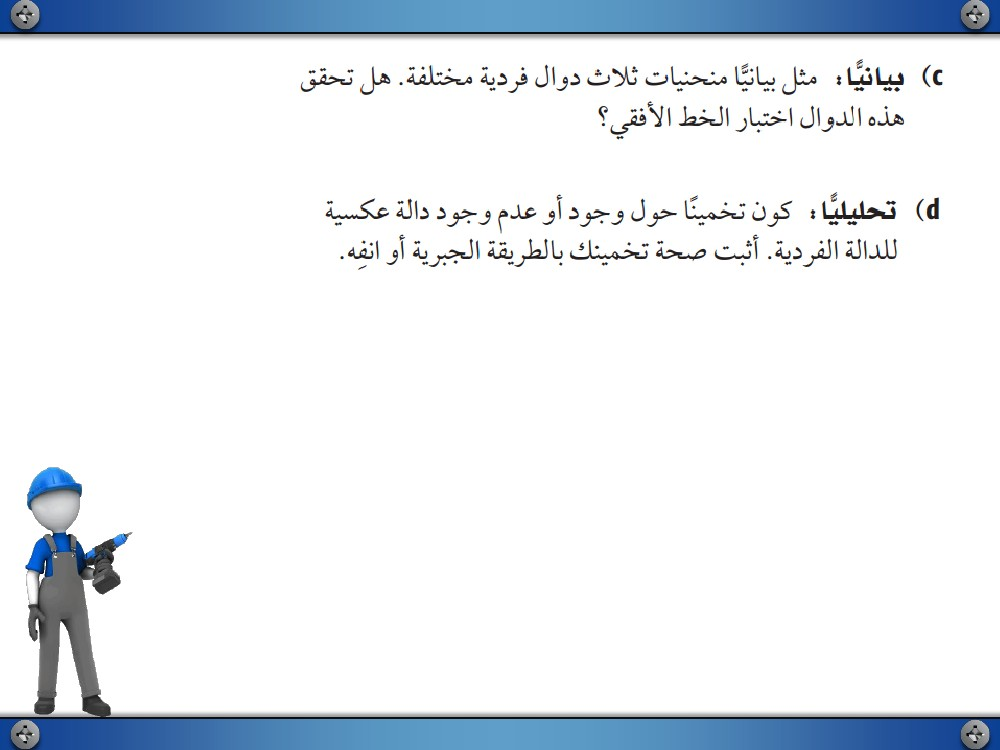 c) بيانيًّا: مثل بيانيًّا منحنيات ثلاث دوال فردية مختلفة. هل تحقق
هذه الدوال اختبار الخط الأفقي؟
d) تحليليًّا: كون تخمينًا حول وجود أو عدم وجود دالة عكسية
للدالة الفردية. أثبت صحة تخمينك بالطريقة الجبرية أو انفِه.